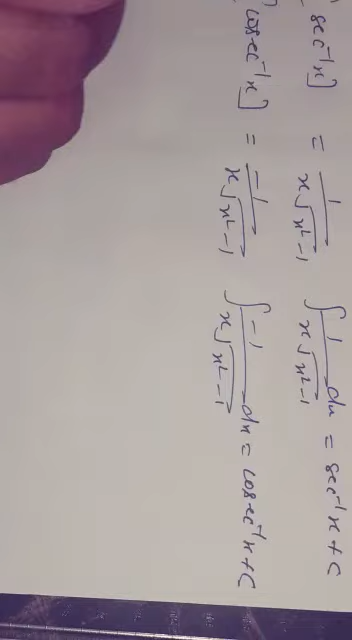 sec⁻¹x] = 1/(x√(x²-1)) ∫ 1/(x√(x²-1)) dx = sec⁻¹x + C
cosec⁻¹x] = -1/(x√(x²-1)) ∫ -1/(x√(x²-1)) dx = cosec⁻¹x + C